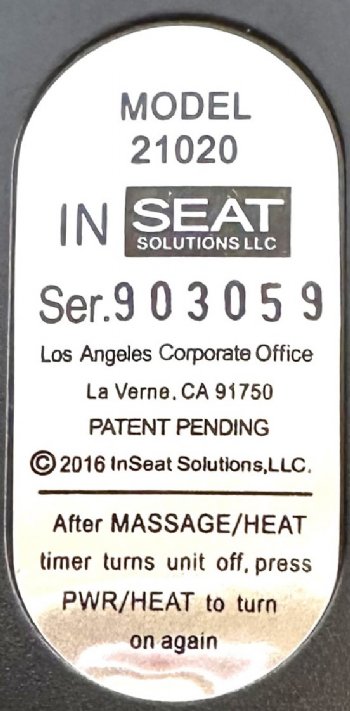 MODEL
21020
IN SEAT
SOLUTIONS LLC
Ser.903059
Los Angeles Corporate Office
La Verne, CA 91750
PATENT PENDING
© 2016 InSeat Solutions,LLC.
After MASSAGE/HEAT
timer turns unit off, press
PWR/HEAT to turn
on again